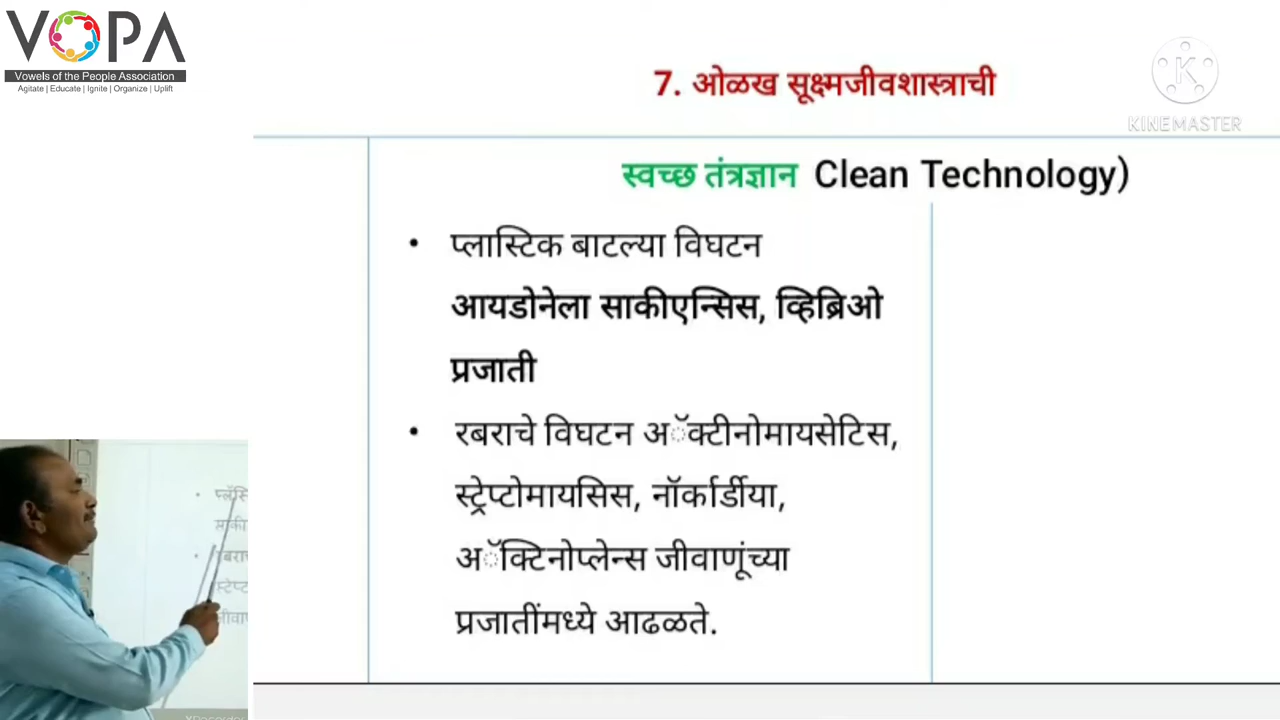 VOPA
Vowels of the People Association
Agitate | Educate | Ignite | Organize | Uplift
KINEMASTER
7. ओळख सूक्ष्मजीवशास्त्राची
स्वच्छ तंत्रज्ञान Clean Technology)
• प्लास्टिक बाटल्या विघटन
आयडोनेला साकीएन्सिस, व्हिब्रिओ
प्रजाती
• रबराचे विघटन अॅक्टीनोमायसेटिस,
स्ट्रेप्टोमायसिस, नॉर्कार्डीया,
अॅक्टिनोप्लेन्स जीवाणूंच्या
प्रजातींमध्ये आढळते.